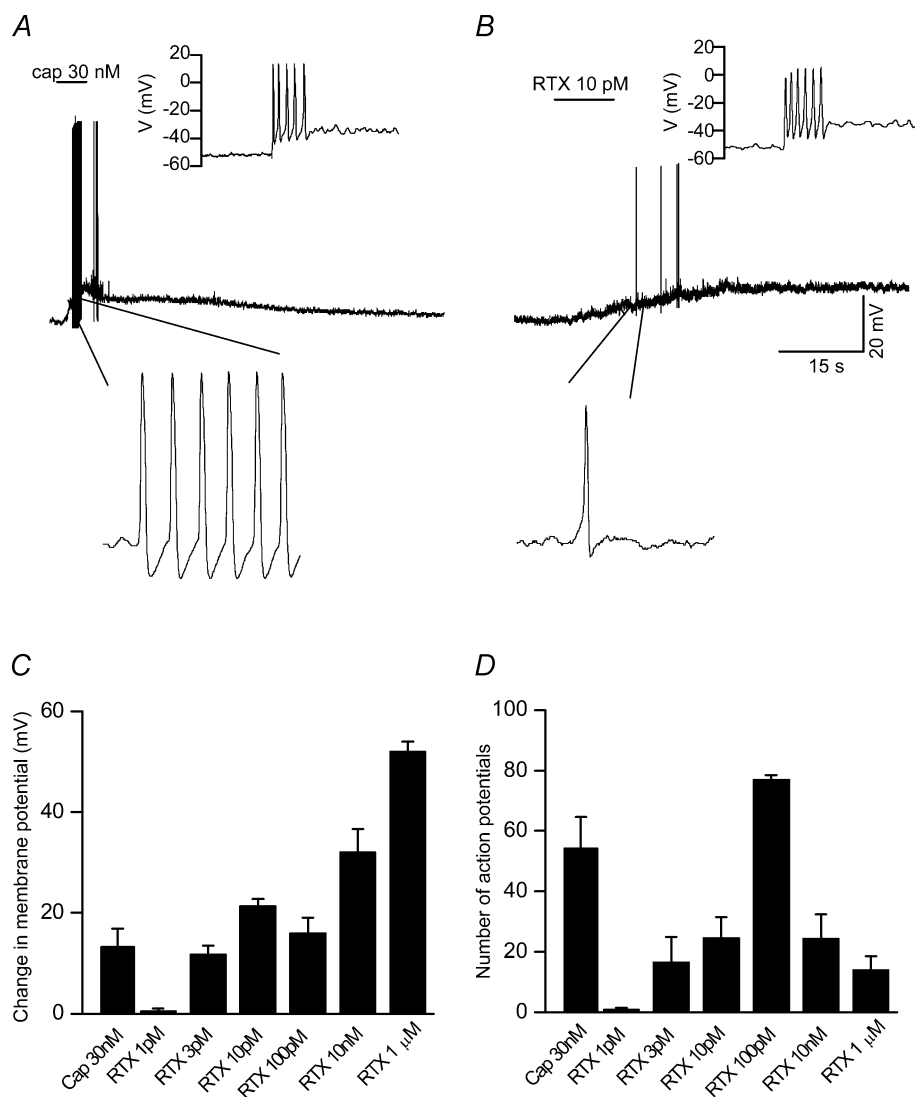 A
cap 30 nM
V (mV)
20
0
-20
-40
-60
B
RTX 10 pM
V (mV)
20
0
-20
-40
-60
20 mV
15 s
C
Change in membrane potential (mV)
60
40
20
0
Cap 30nM
RTX 1pM
RTX 3pM
RTX 10pM
RTX 100pM
RTX 10nM
RTX 1 µM
D
Number of action potentials
100
80
60
40
20
0
Cap 30nM
RTX 1pM
RTX 3pM
RTX 10pM
RTX 100pM
RTX 10nM
RTX 1 µM